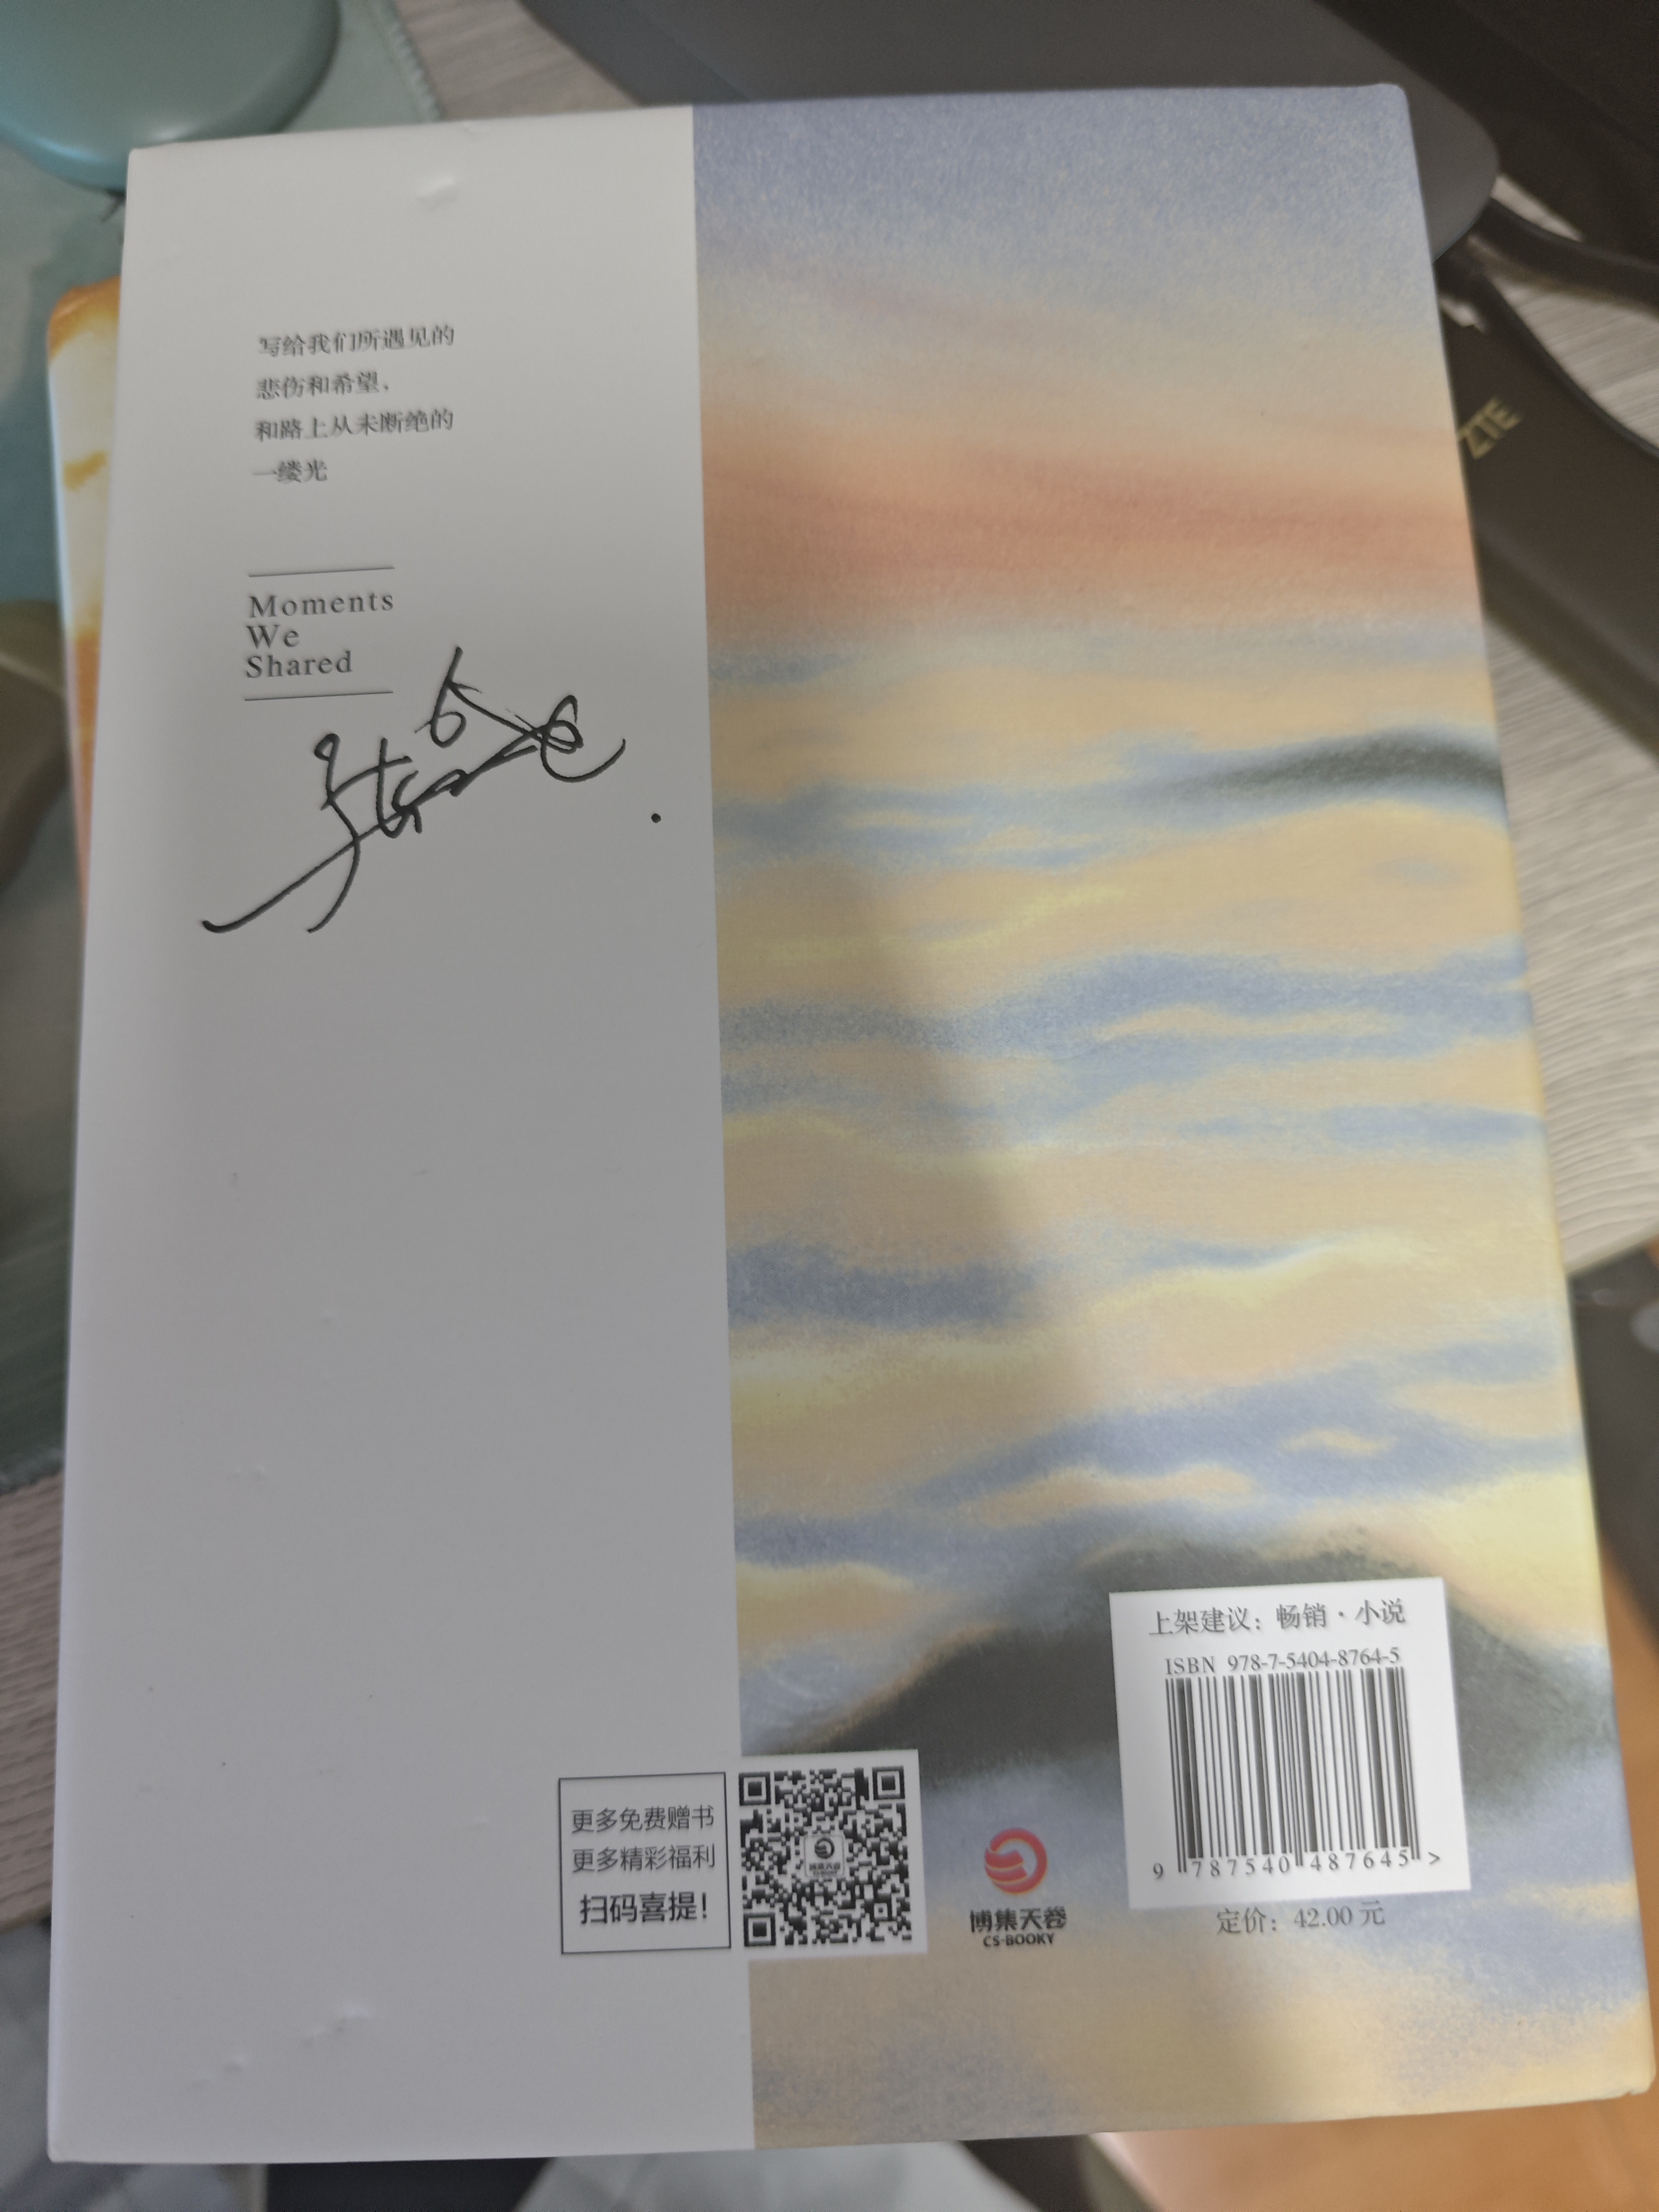 写给我们所遇见的
悲伤和希望、
和路上从未断绝的
一缕光
Moments
We
Shared
ZTE
上架建议：畅销·小说
ISBN 978-7-5404-8764-5
9 787540 487645 >
定价：42.00 元
更多免费赠书
更多精彩福利
扫码喜提！
博集天卷
CS-BOOKY